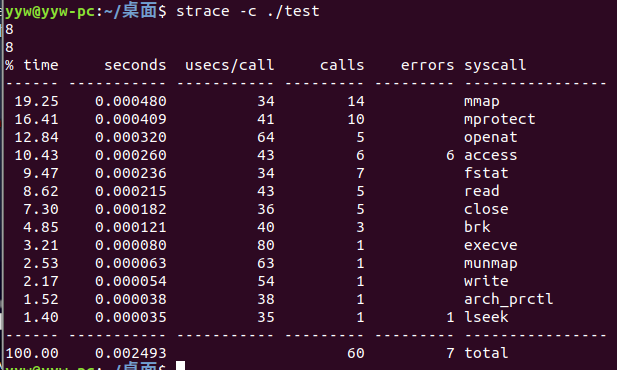 yyw@yyw-pc:~/桌面$ strace -c ./test
8
8
% time     seconds  usecs/call     calls    errors syscall
------ ----------- ----------- --------- --------- ----------------
 19.25    0.000480          34        14           mmap
 16.41    0.000409          41        10           mprotect
 12.84    0.000320          64         5           openat
 10.43    0.000260          43         6         6 access
  9.47    0.000236          34         7           fstat
  8.62    0.000215          43         5           read
  7.30    0.000182          36         5           close
  4.85    0.000121          40         3           brk
  3.21    0.000080          80         1           execve
  2.53    0.000063          63         1           munmap
  2.17    0.000054          54         1           write
  1.52    0.000038          38         1           arch_prctl
  1.40    0.000035          35         1         1 lseek
------ ----------- ----------- --------- --------- ----------------
100.00    0.002493                    60         7 total
yyw@yyw-pc:~/桌面$